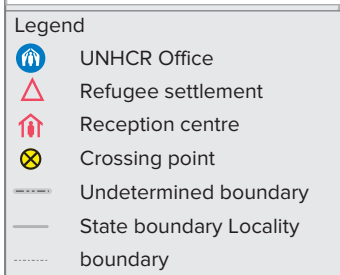 Legend
UNHCR Office
Refugee settlement
Reception centre
Crossing point
Undetermined boundary
State boundary Locality
boundary